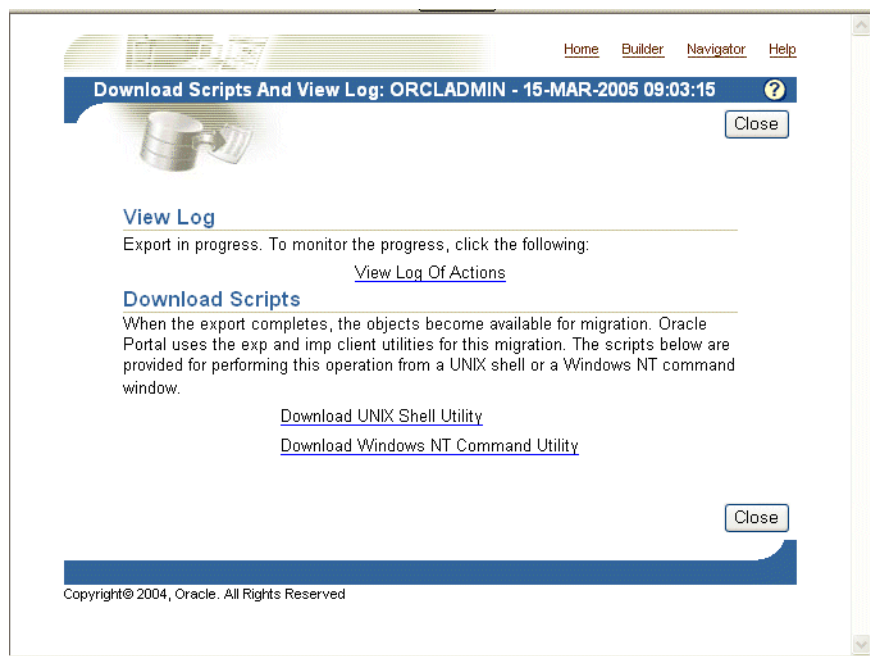 Home Builder Navigator Help
Download Scripts And View Log: ORCLADMIN - 15-MAR-2005 09:03:15 ?
Close
View Log
Export in progress. To monitor the progress, click the following:
View Log Of Actions
Download Scripts
When the export completes, the objects become available for migration. Oracle
Portal uses the exp and imp client utilities for this migration. The scripts below are
provided for performing this operation from a UNIX shell or a Windows NT command
window.
Download UNIX Shell Utility
Download Windows NT Command Utility
Close
Copyright© 2004, Oracle. All Rights Reserved